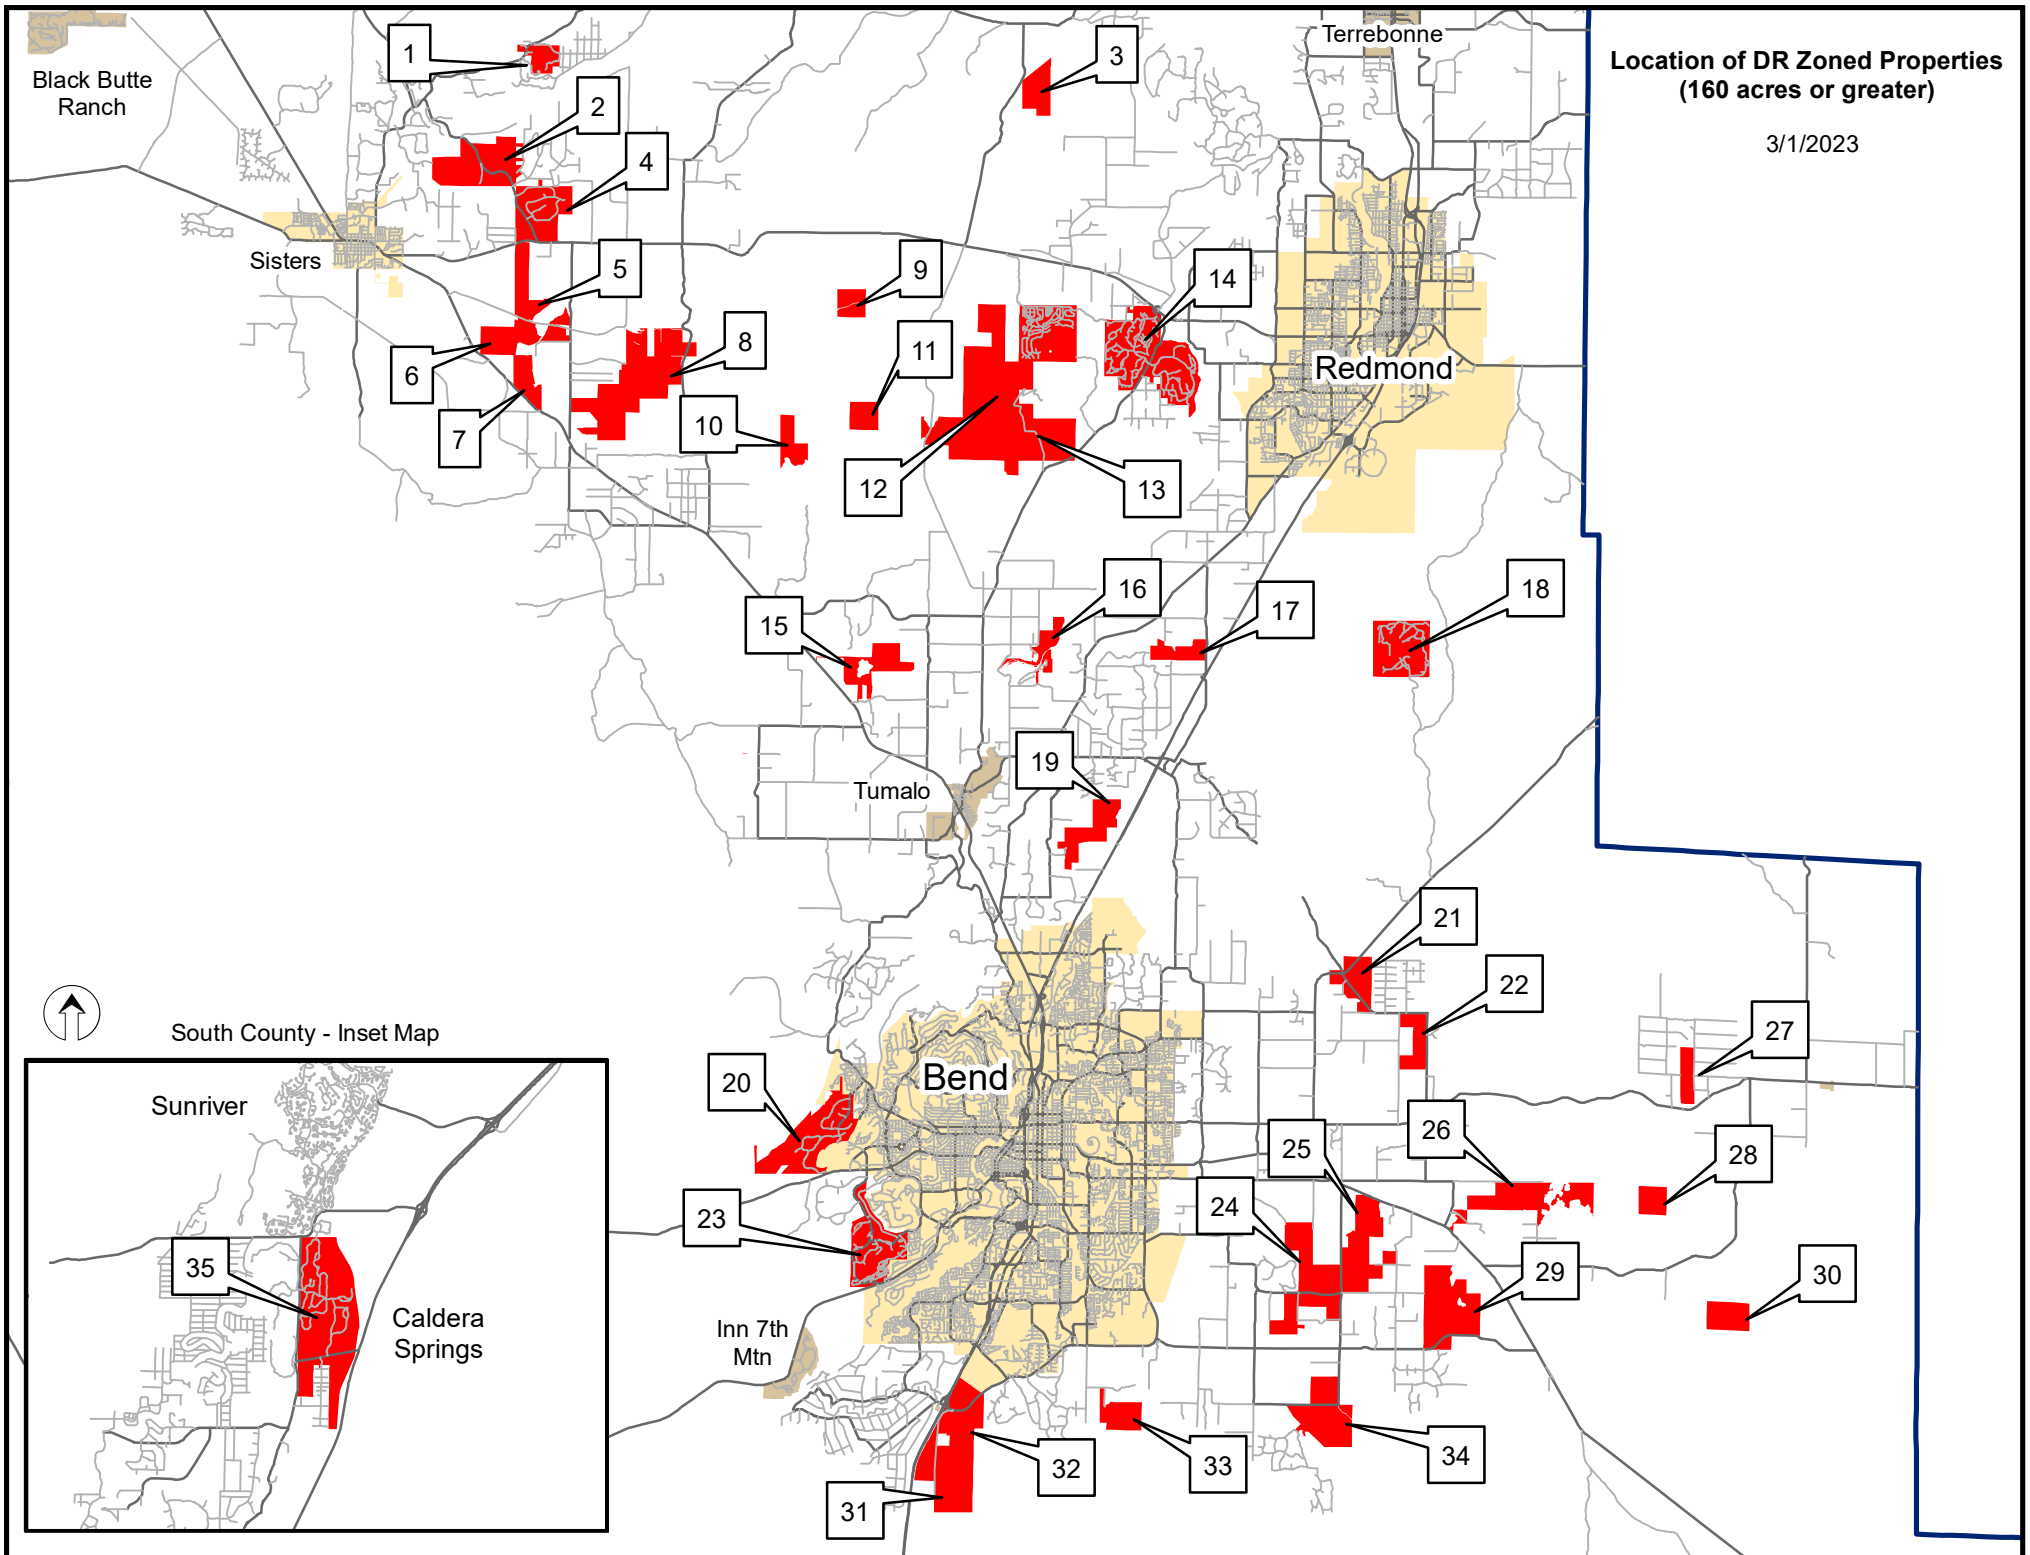 Location of DR Zoned Properties
(160 acres or greater)
3/1/2023
Terrebonne
Black Butte
Ranch
1
2
3
4
Sisters
5
6
7
8
9
10
11
12
13
14
Redmond
15
16
17
18
Tumalo
19
20
21
22
Bend
23
24
25
26
27
28
29
30
Inn 7th
Mtn
31
32
33
34
South County - Inset Map
Sunriver
35
Caldera
Springs